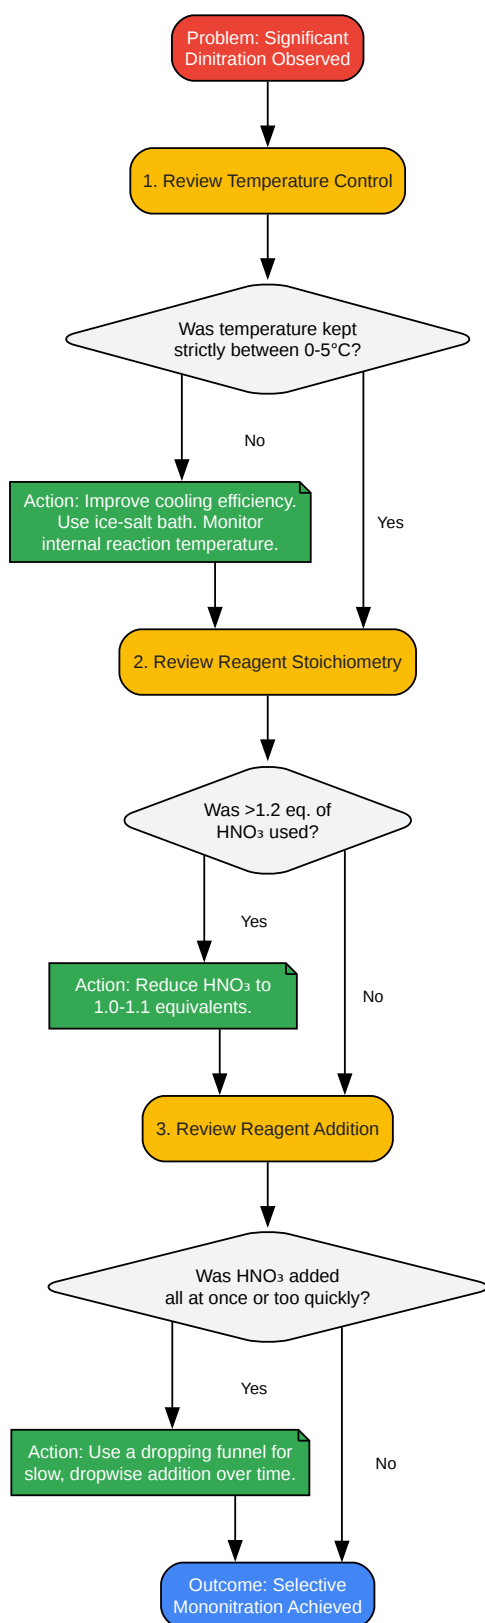 Problem: Significant
Dinitration Observed
1. Review Temperature Control
Was temperature kept
strictly between 0-5°C?
No
Action: Improve cooling efficiency.
Use ice-salt bath. Monitor
internal reaction temperature.
Yes
2. Review Reagent Stoichiometry
Was >1.2 eq. of
HNO₃ used?
Yes
Action: Reduce HNO₃ to
1.0-1.1 equivalents.
No
3. Review Reagent Addition
Was HNO₃ added
all at once or too quickly?
Yes
Action: Use a dropping funnel for
slow, dropwise addition over time.
No
Outcome: Selective
Mononitration Achieved